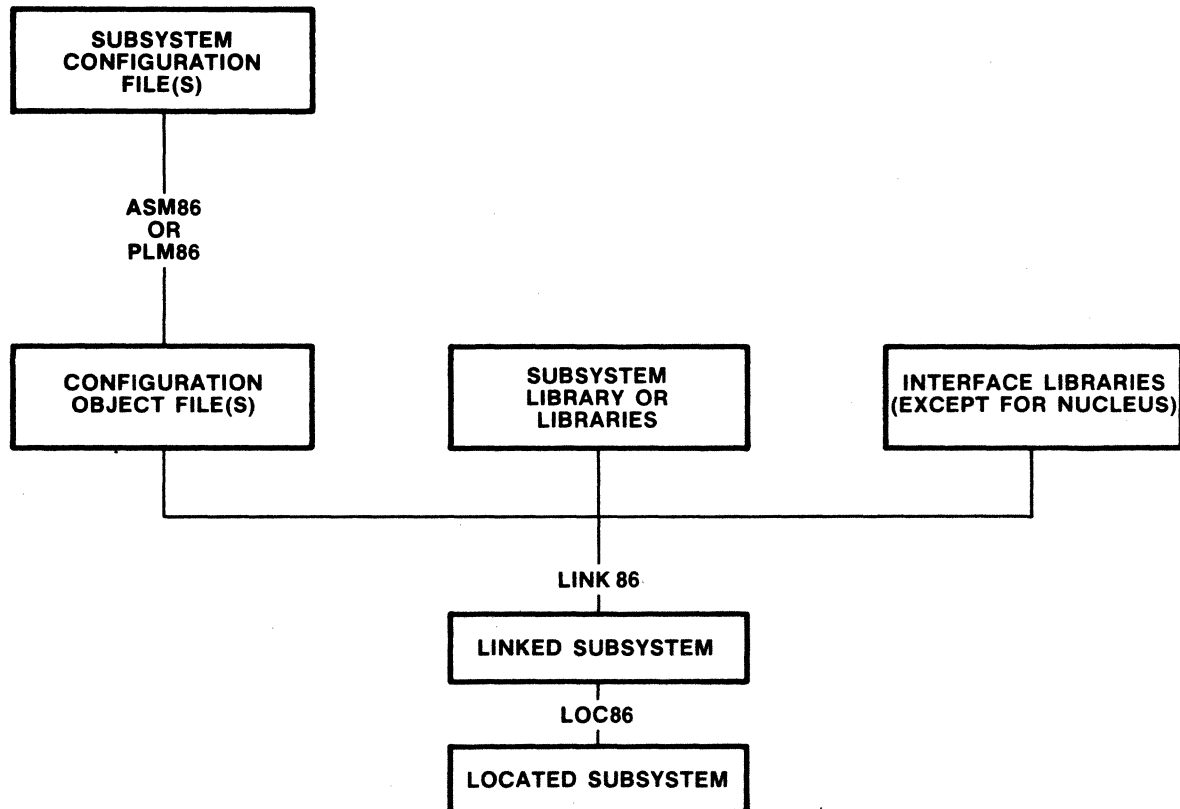 SUBSYSTEM
CONFIGURATION
FILE(S)
ASM86
OR
PLM86
CONFIGURATION
OBJECT FILE(S)
SUBSYSTEM
LIBRARY OR
LIBRARIES
INTERFACE LIBRARIES
(EXCEPT FOR NUCLEUS)
LINK 86
LINKED SUBSYSTEM
LOC86
LOCATED SUBSYSTEM